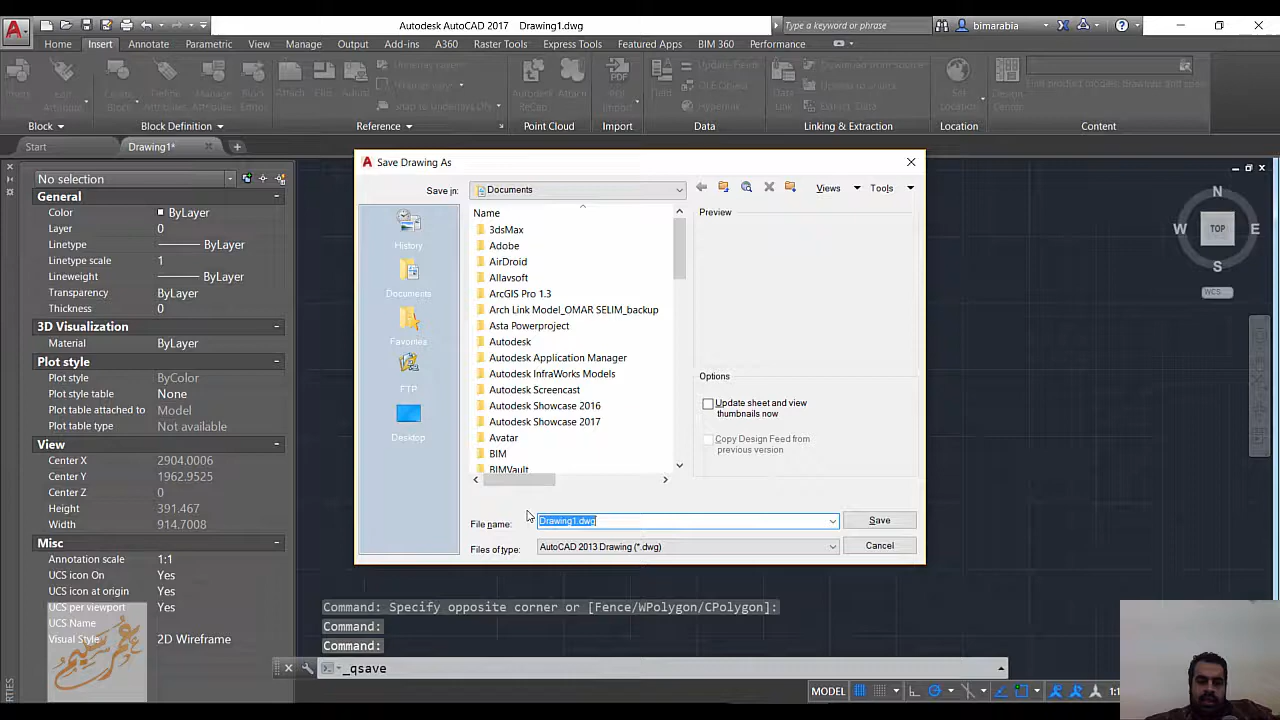 Autodesk AutoCAD 2017 Drawing1.dwg
Type a keyword or phrase
bimarabia
Home Insert Annotate Parametric View Manage Output Add-ins A360 Raster Tools Express Tools Featured Apps BIM 360 Performance
Block Block Definition Reference Point Cloud Import Data Linking & Extraction Location Content
Start Drawing1*
No selection
General
Color ByLayer
Layer 0
Linetype ByLayer
Linetype scale 1
Lineweight ByLayer
Transparency ByLayer
Thickness 0
3D Visualization
Material ByLayer
Plot style
Plot style ByColor
Plot style table None
Plot table attached to Model
Plot table type Not available
View
Center X 2904.0006
Center Y 1962.9525
Center Z 0
Height 391.467
Width 914.7008
Misc
Annotation scale 1:1
UCS icon On Yes
UCS icon at origin Yes
UCS per viewport Yes
UCS Name
Visual Style 2D Wireframe
Save Drawing As
Save in: Documents Views Tools
History
Documents
Favorites
FTP
Desktop
Name
3dsMax
Adobe
AirDroid
Allavsoft
ArcGIS Pro 1.3
Arch Link Model_OMAR SELIM_backup
Asta Powerproject
Autodesk
Autodesk Application Manager
Autodesk InfraWorks Models
Autodesk Screencast
Autodesk Showcase 2016
Autodesk Showcase 2017
Avatar
BIM
BIMVault
Preview
Options
Update sheet and view
thumbnails now
Copy Design Feed from
previous version
File name: Drawing1.dwg Save
Files of type: AutoCAD 2013 Drawing (*.dwg) Cancel
N
W TOP E
S
WCS
Command: Specify opposite corner or [Fence/WPolygon/CPolygon]:
Command:
Command:
_qsave
MODEL 1:1
عمر سليم